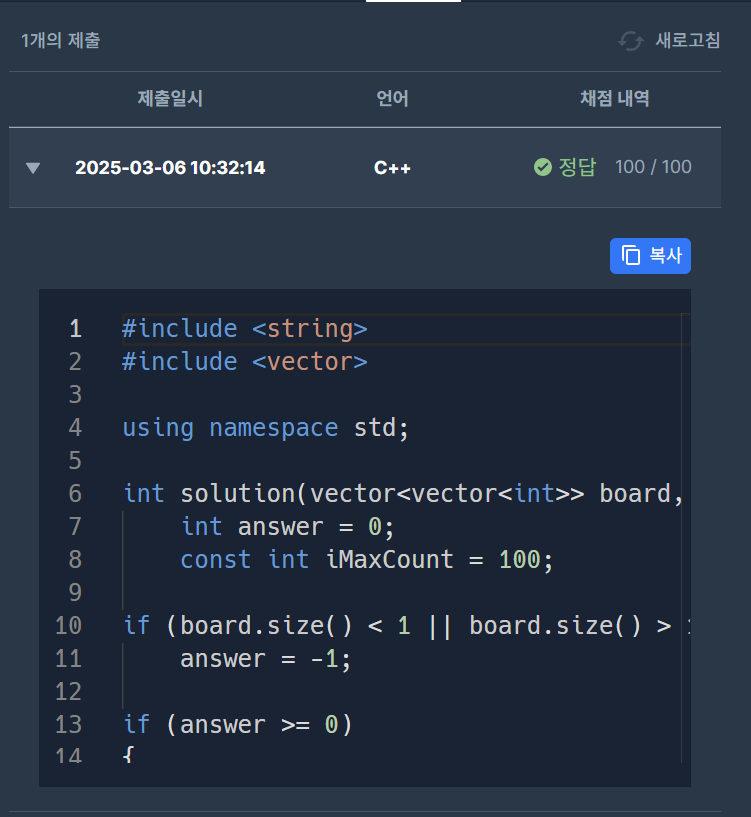 1개의 제출 새로고침
제출일시 언어 채점 내역
▼ 2025-03-06 10:32:14 C++ 정답 100 / 100
복사
1 #include <string>
2 #include <vector>
3
4 using namespace std;
5
6 int solution(vector<vector<int>> board,
7 int answer = 0;
8 const int iMaxCount = 100;
9
10 if (board.size() < 1 || board.size() >
11 answer = -1;
12
13 if (answer >= 0)
14 {